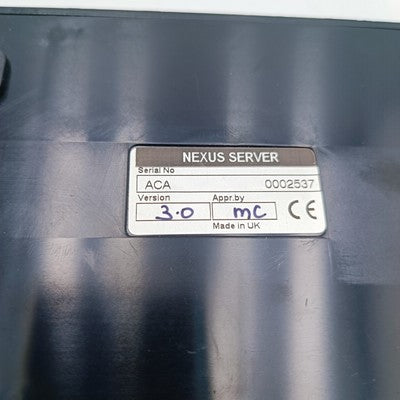 NEXUS SERVER
Serial No
ACA 0002537
Version Appr.by
3.0 mc CE
Made in UK